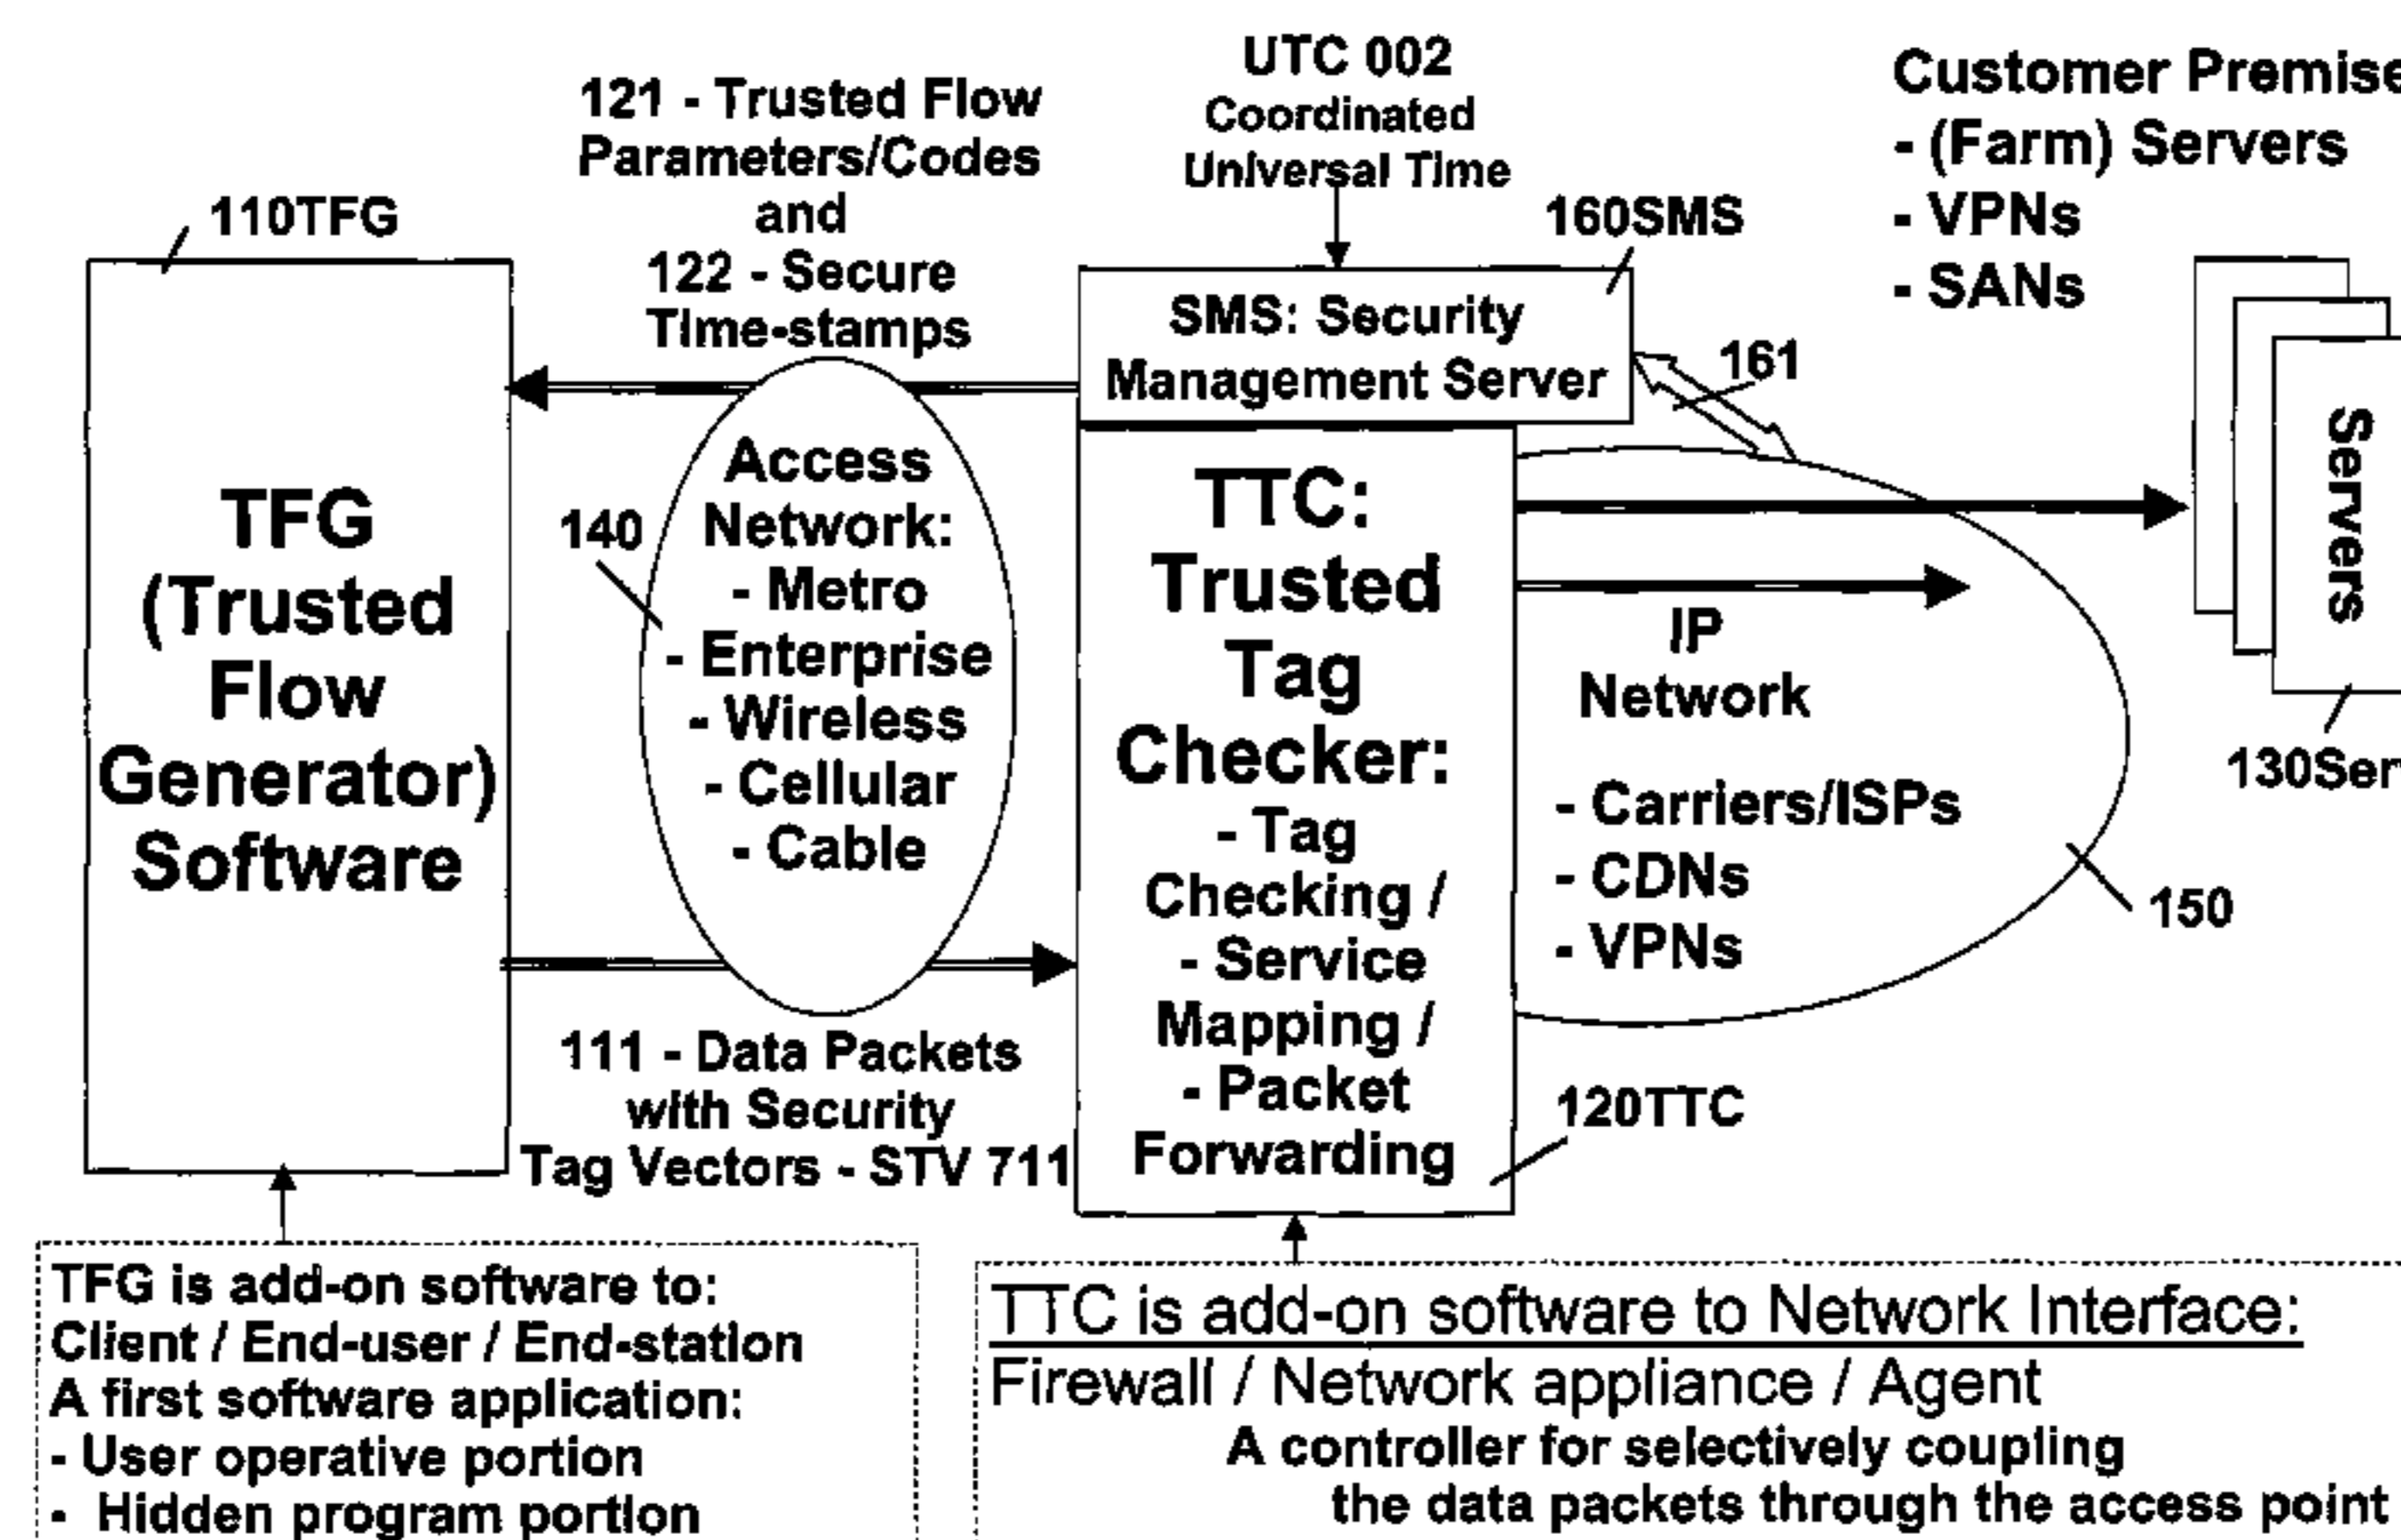 UTC 002
Coordinated
Universal Time
121 - Trusted Flow
Parameters/Codes
and
122 - Secure
Time-stamps
Customer Premise
- (Farm) Servers
- VPNs
- SANs
110TFG
160SMS
SMS: Security
Management Server
161
Servers
130Ser
TFG
(Trusted
Flow
Generator)
Software
140
Access
Network:
- Metro
- Enterprise
- Wireless
- Cellular
- Cable
TTC:
Trusted
Tag
Checker:
- Tag
Checking /
- Service
Mapping /
- Packet
Forwarding
IP
Network
- Carriers/ISPs
- CDNs
- VPNs
150
111 - Data Packets
with Security
Tag Vectors - STV 711
120TTC
TFG is add-on software to:
Client / End-user / End-station
A first software application:
- User operative portion
- Hidden program portion
TTC is add-on software to Network Interface:
Firewall / Network appliance / Agent
A controller for selectively coupling
the data packets through the access point